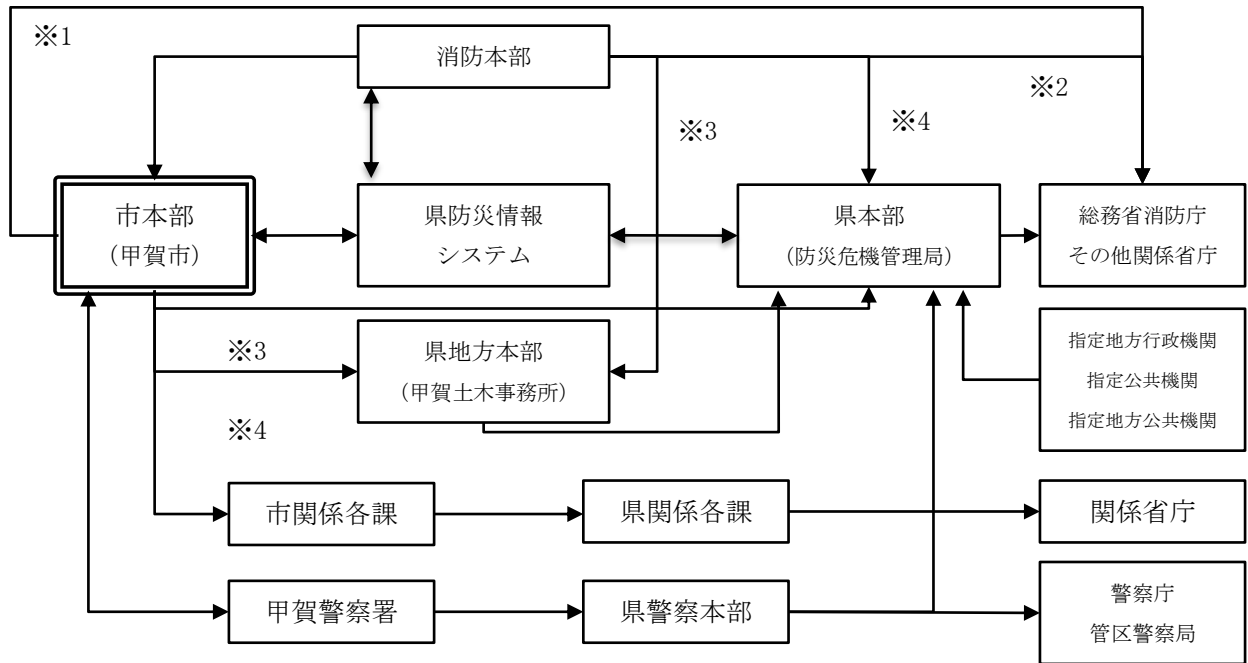 ※1
消防本部
※2
※3
※4
市本部
（甲賀市）
県防災情報
システム
県本部
（防災危機管理局）
総務省消防庁
その他関係省庁
※3
県地方本部
（甲賀土木事務所）
指定地方行政機関
指定公共機関
指定地方公共機関
※4
市関係各課
県関係各課
関係省庁
甲賀警察署
県警察本部
警察庁
管区警察局